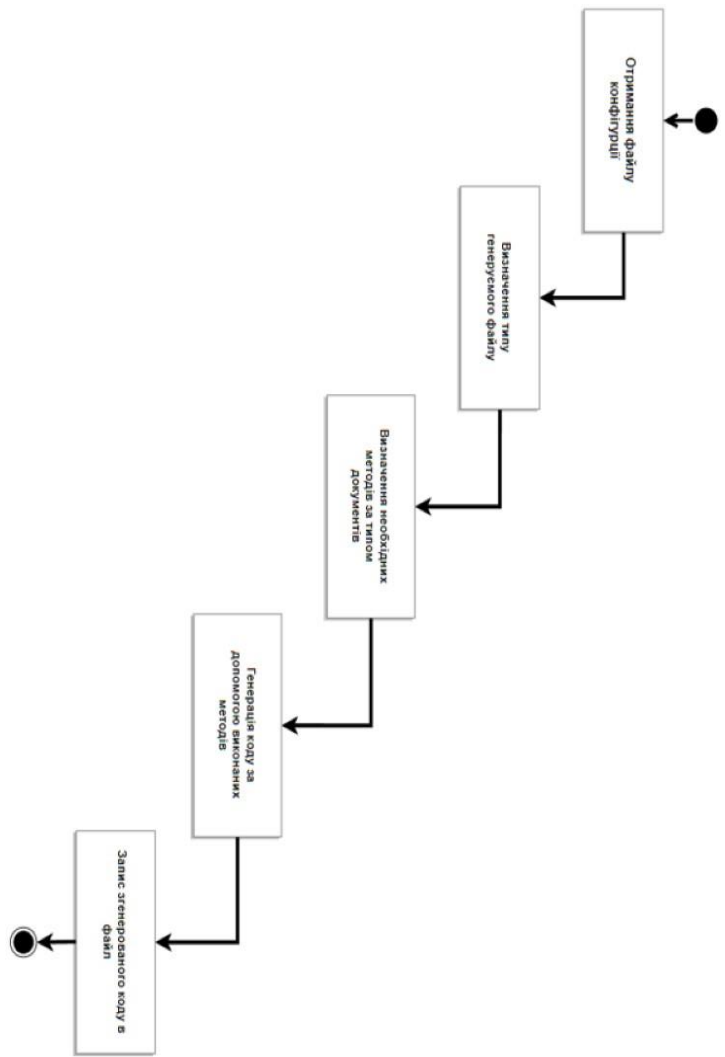 Отримання файлу
конфігурції
Визначення типу
генеруємого файлу
Визначення необхідних
методів за типом
документів
Генерація коду за
допомогою виконаних
методів
Запис згенерованого коду в
файл